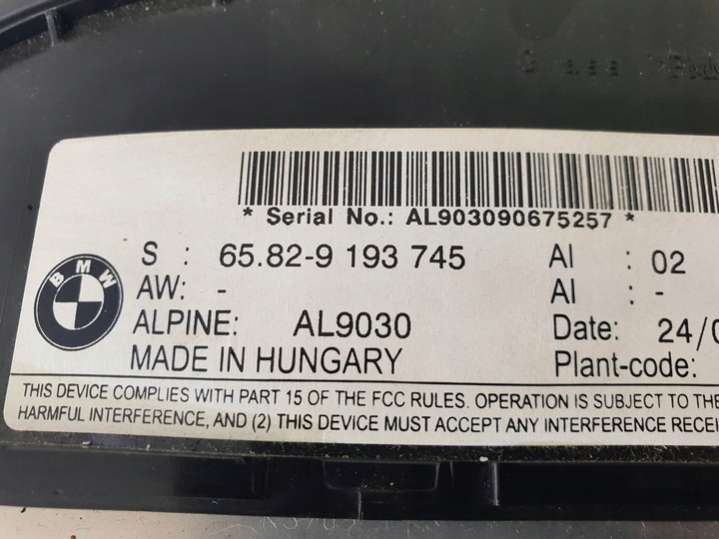 * Serial No.: AL903090675257 *
BMW
S : 65.82-9 193 745 AI : 02
AW: - AI : -
ALPINE: AL9030 Date: 24/0
MADE IN HUNGARY Plant-code:
THIS DEVICE COMPLIES WITH PART 15 OF THE FCC RULES. OPERATION IS SUBJECT TO THE
HARMFUL INTERFERENCE, AND (2) THIS DEVICE MUST ACCEPT ANY INTERFERENCE RECEI